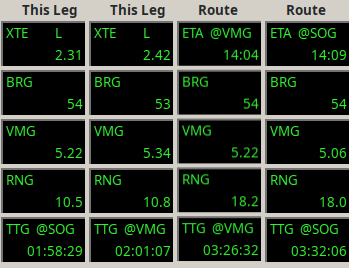 This Leg This Leg Route Route
XTE L XTE L ETA @VMG ETA @SOG
2.31 2.42 14:04 14:09
BRG BRG BRG BRG
54 53 54 54
VMG VMG VMG VMG
5.22 5.34 5.22 5.06
RNG RNG RNG RNG
10.5 10.8 18.2 18.0
TTG @SOG TTG @VMG TTG @VMG TTG @SOG
01:58:29 02:01:07 03:26:32 03:32:06